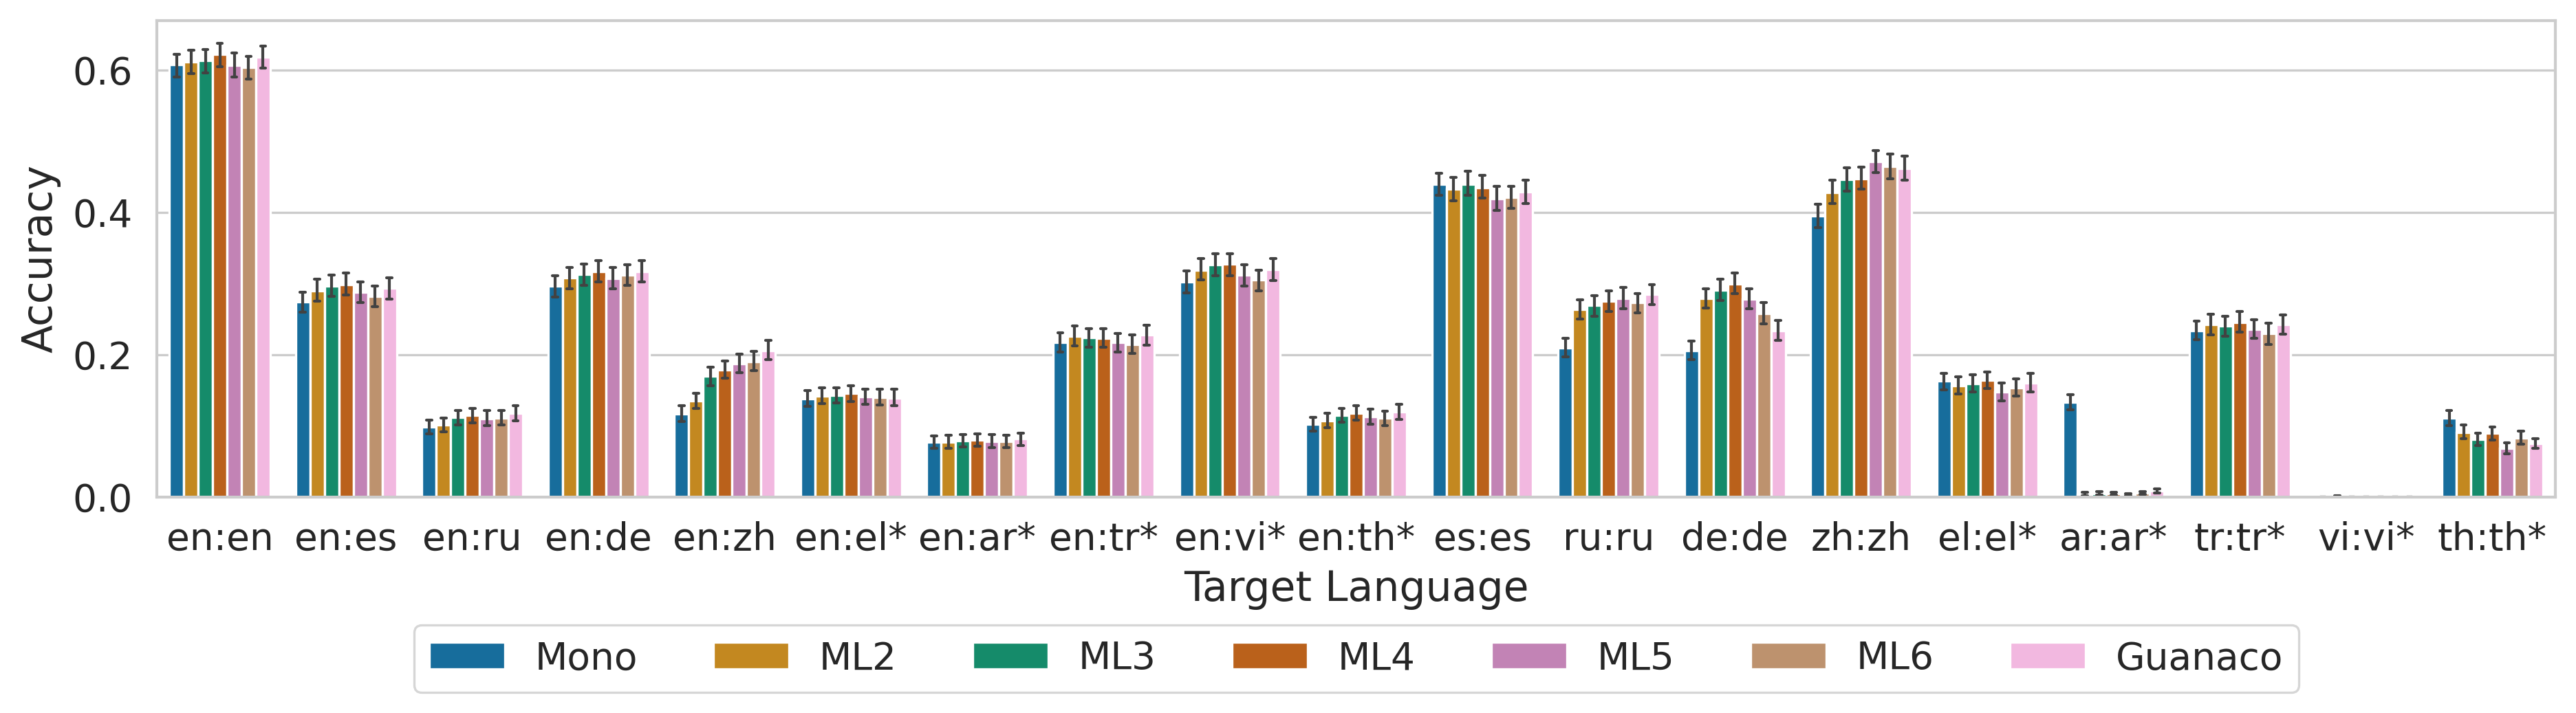 Accuracy
0.6
0.4
0.2
0.0
en:en en:es en:ru en:de en:zh en:el* en:ar* en:tr* en:vi* en:th* es:es ru:ru de:de zh:zh el:el* ar:ar* tr:tr* vi:vi* th:th*
Target Language
Mono ML2 ML3 ML4 ML5 ML6 Guanaco